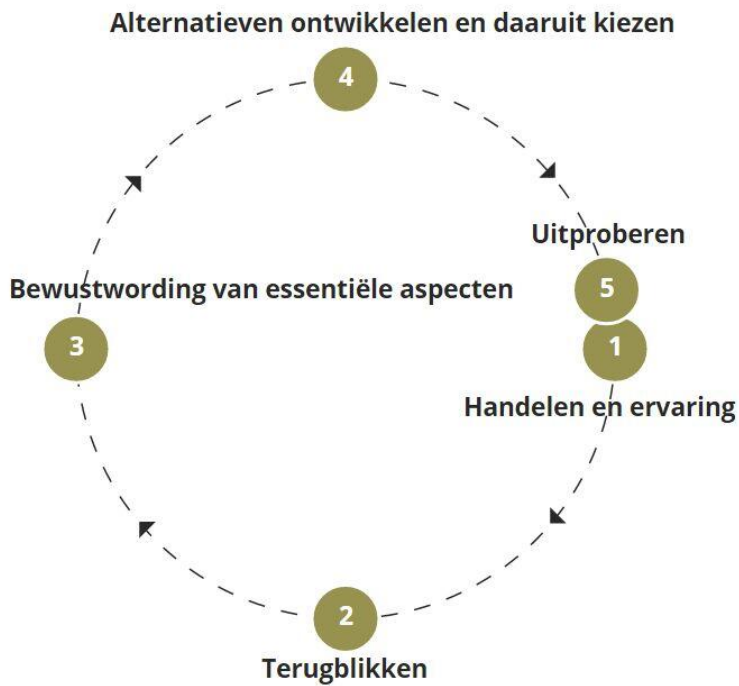 Alternatieven ontwikkelen en daaruit kiezen
4
Uitproberen
5
Bewustwording van essentiële aspecten
3
1
Handelen en ervaring
2
Terugblikken